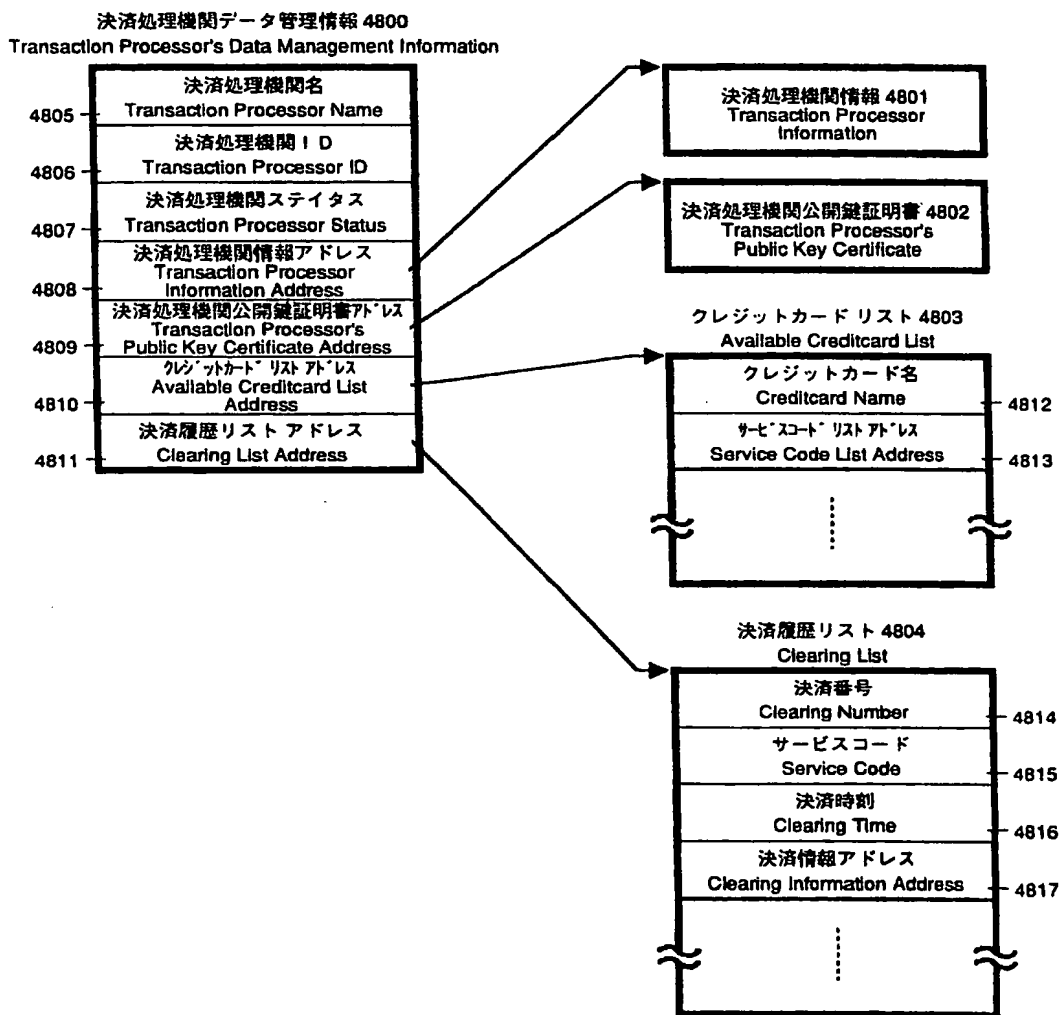 決済処理機関データ管理情報 4800
Transaction Processor's Data Management Information
決済処理機関名
Transaction Processor Name
4805
決済処理機関ID
Transaction Processor ID
4806
決済処理機関ステイタス
Transaction Processor Status
4807
決済処理機関情報アドレス
Transaction Processor
Information Address
4808
決済処理機関公開鍵証明書アドレス
Transaction Processor's
Public Key Certificate Address
4809
クレジットカード リスト アドレス
Available Creditcard List
Address
4810
決済履歴リスト アドレス
Clearing List Address
4811
決済処理機関情報 4801
Transaction Processor
Information
決済処理機関公開鍵証明書 4802
Transaction Processor's
Public Key Certificate
クレジットカード リスト 4803
Available Creditcard List
クレジットカード名
Creditcard Name
4812
サービスコード リスト アドレス
Service Code List Address
4813
決済履歴リスト 4804
Clearing List
決済番号
Clearing Number
4814
サービスコード
Service Code
4815
決済時刻
Clearing Time
4816
決済情報アドレス
Clearing Information Address
4817